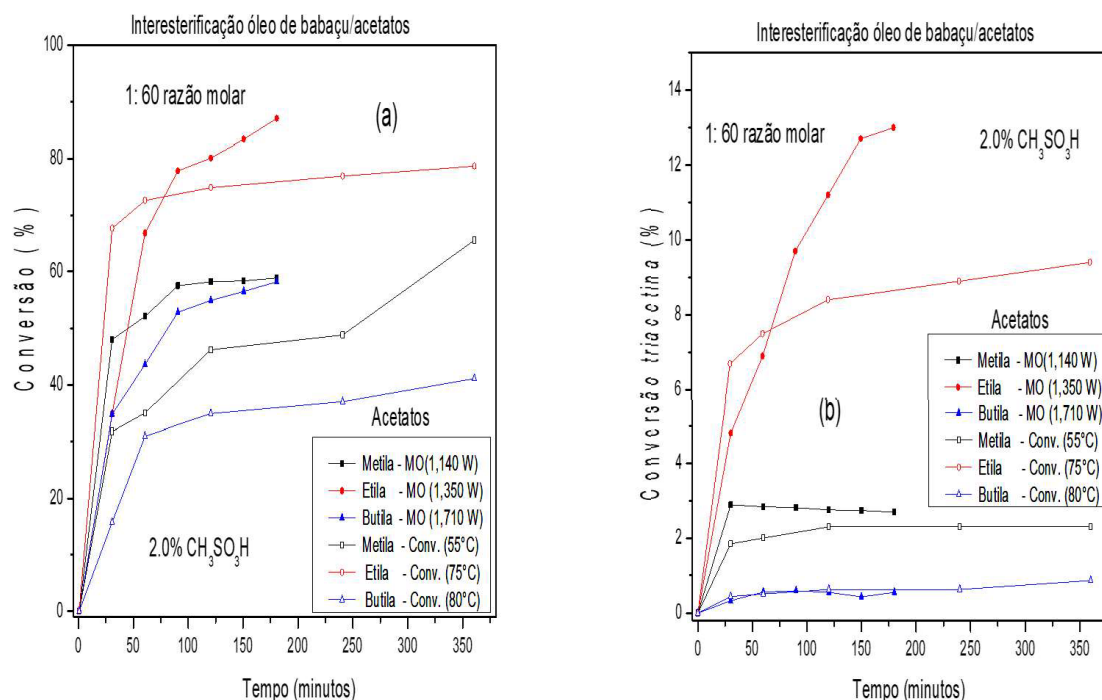 Interesterificação óleo de babaçu/acetatos
1: 60 razão molar
(a)
Conversão ( % )
100
80
60
40
20
0
Acetatos
Metila - MO(1,140 W)
Etila - MO (1,350 W)
Butila - MO (1,710 W)
Metila - Conv. (55°C)
Etila - Conv. (75°C)
Butila - Conv. (80°C)
2.0% CH₃SO₃H
0 50 100 150 200 250 300 350
Tempo (minutos)
Interesterificação óleo de babaçu/acetatos
1: 60 razão molar
2.0% CH₃SO₃H
Conversão triacetina (%)
14
12
10
8
6
4
2
0
Acetatos
Metila - MO(1,140 W)
Etila - MO (1,350 W)
Butila - MO (1,710 W)
Metila - Conv. (55°C)
Etila - Conv. (75°C)
Butila - Conv. (80°C)
(b)
0 50 100 150 200 250 300 350
Tempo (minutos)